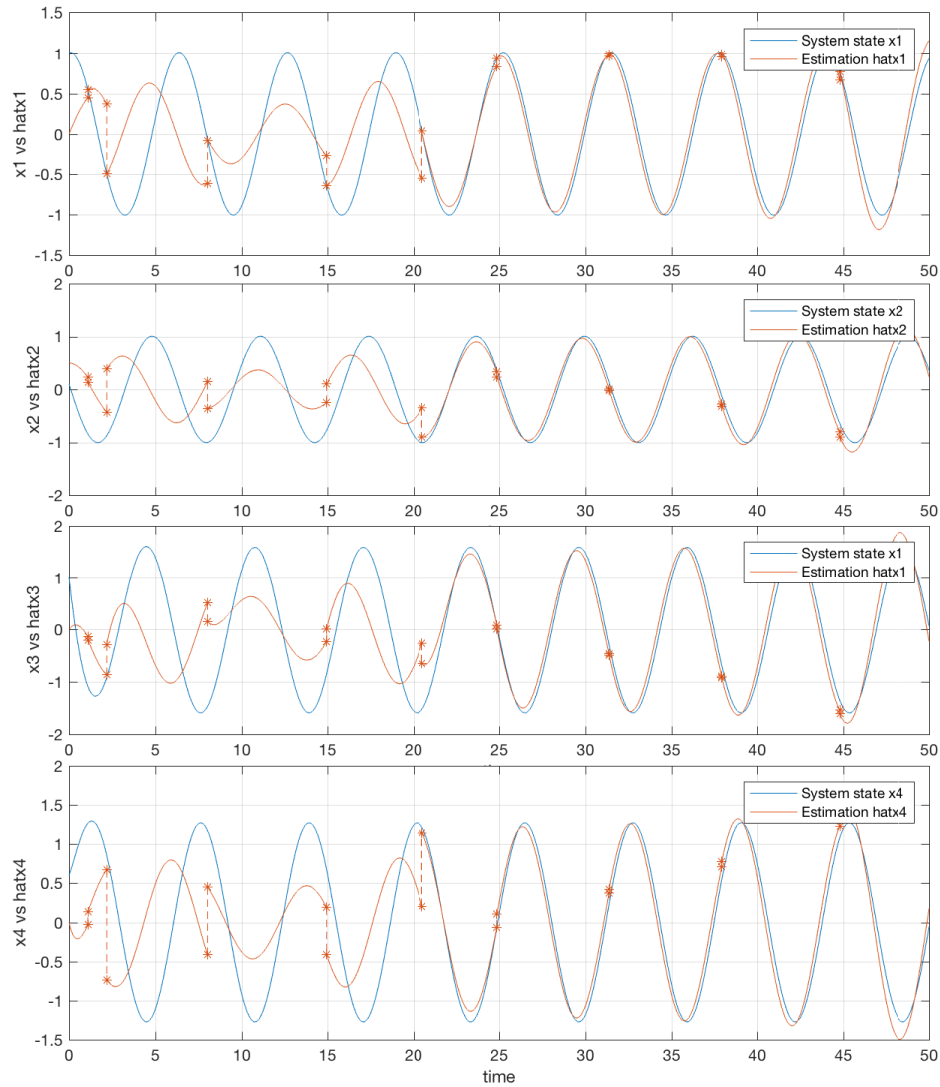 1.5
1
0.5
0
-0.5
-1
-1.5
x1 vs hatx1
System state x1
Estimation hatx1
0 5 10 15 20 25 30 35 40 45 50
2
1
0
-1
-2
x2 vs hatx2
System state x2
Estimation hatx2
0 5 10 15 20 25 30 35 40 45 50
2
1
0
-1
-2
x3 vs hatx3
System state x1
Estimation hatx1
0 5 10 15 20 25 30 35 40 45 50
2
1.5
1
0.5
0
-0.5
-1
-1.5
x4 vs hatx4
System state x4
Estimation hatx4
0 5 10 15 20 25 30 35 40 45 50
time